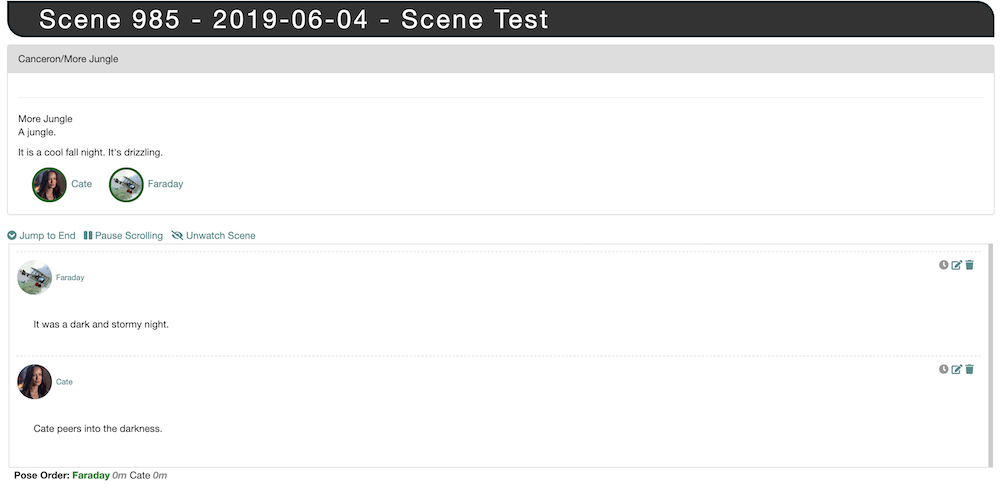 Scene 985 - 2019-06-04 - Scene Test
Canceron/More Jungle
More Jungle
A jungle.
It is a cool fall night. It's drizzling.
Cate Faraday
Jump to End Pause Scrolling Unwatch Scene
Faraday
It was a dark and stormy night.
Cate
Cate peers into the darkness.
Pose Order: Faraday 0m Cate 0m